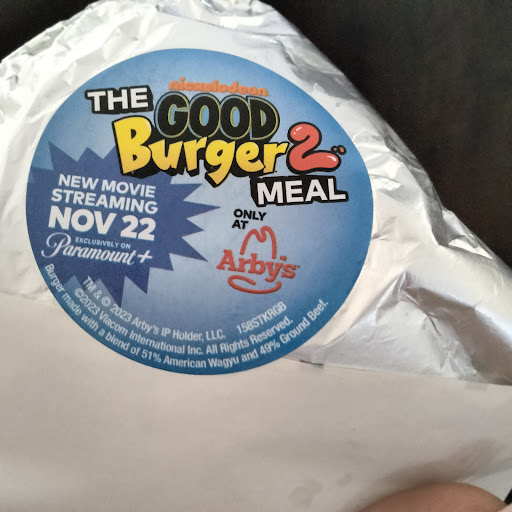 nickelodeon
THE
GOOD
Burger 2
MEAL
NEW MOVIE
STREAMING
NOV 22
EXCLUSIVELY ON
Paramount+
ONLY
AT
Arby's
TM & © 2023 Arby's IP Holder, LLC. 158STKRGB
©2023 Viacom International Inc. All Rights Reserved.
Burger made with a blend of 51% American Wagyu and 49% Ground Beef.